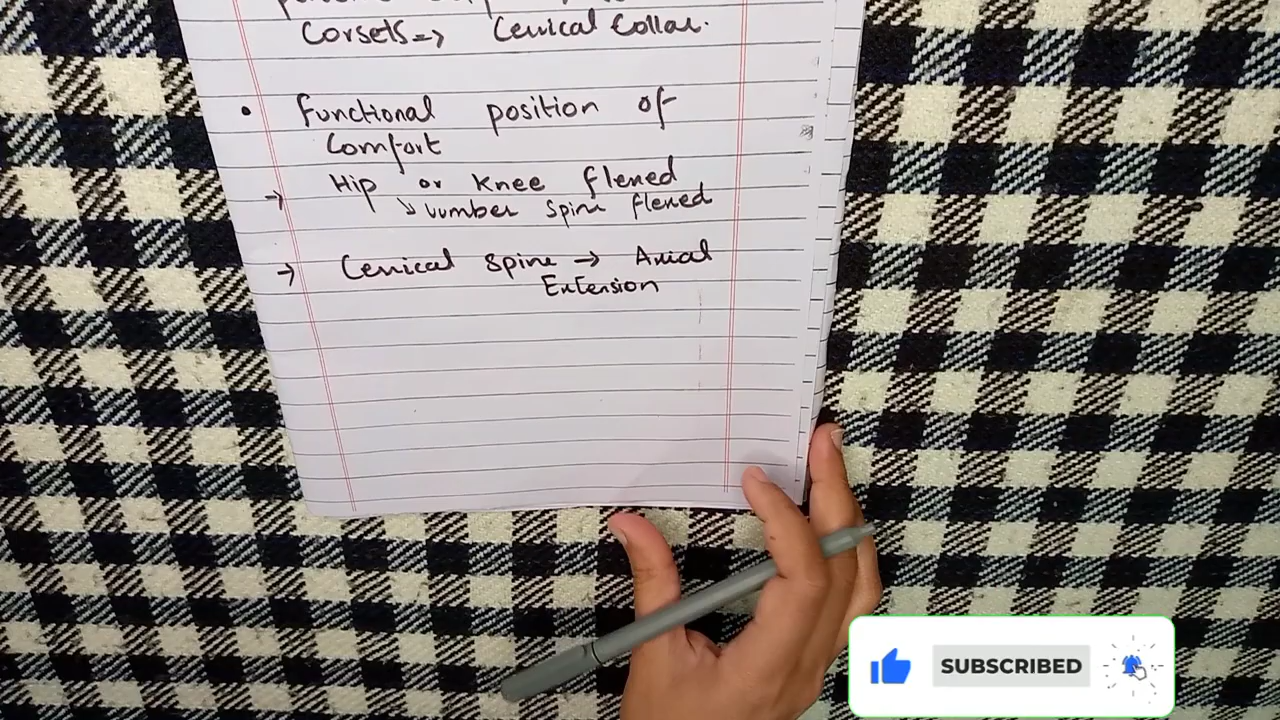 Corsets => Cervical Collar.
• Functional position of
Comfort
→ Hip or Knee flexed
↘ Lumber Spine flexed
→ Cervical Spine → Axial
Extension
SUBSCRIBED